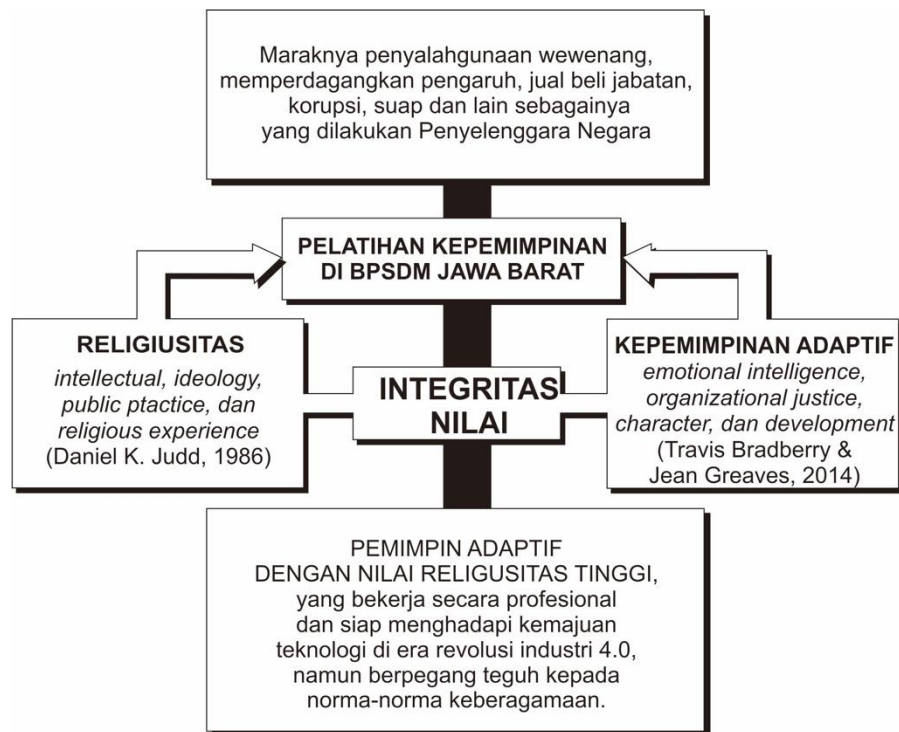 Maraknya penyalahgunaan wewenang,
memperdagangkan pengaruh, jual beli jabatan,
korupsi, suap dan lain sebagainya
yang dilakukan Penyelenggara Negara
PELATIHAN KEPEMIMPINAN
DI BPSDM JAWA BARAT
RELIGIUSITAS
intellectual, ideology,
public ptactice, dan
religious experience
(Daniel K. Judd, 1986)
INTEGRITAS
NILAI
KEPEMIMPINAN ADAPTIF
emotional intelligence,
organizational justice,
character, dan development
(Travis Bradberry &
Jean Greaves, 2014)
PEMIMPIN ADAPTIF
DENGAN NILAI RELIGUSITAS TINGGI,
yang bekerja secara profesional
dan siap menghadapi kemajuan
teknologi di era revolusi industri 4.0,
namun berpegang teguh kepada
norma-norma keberagamaan.